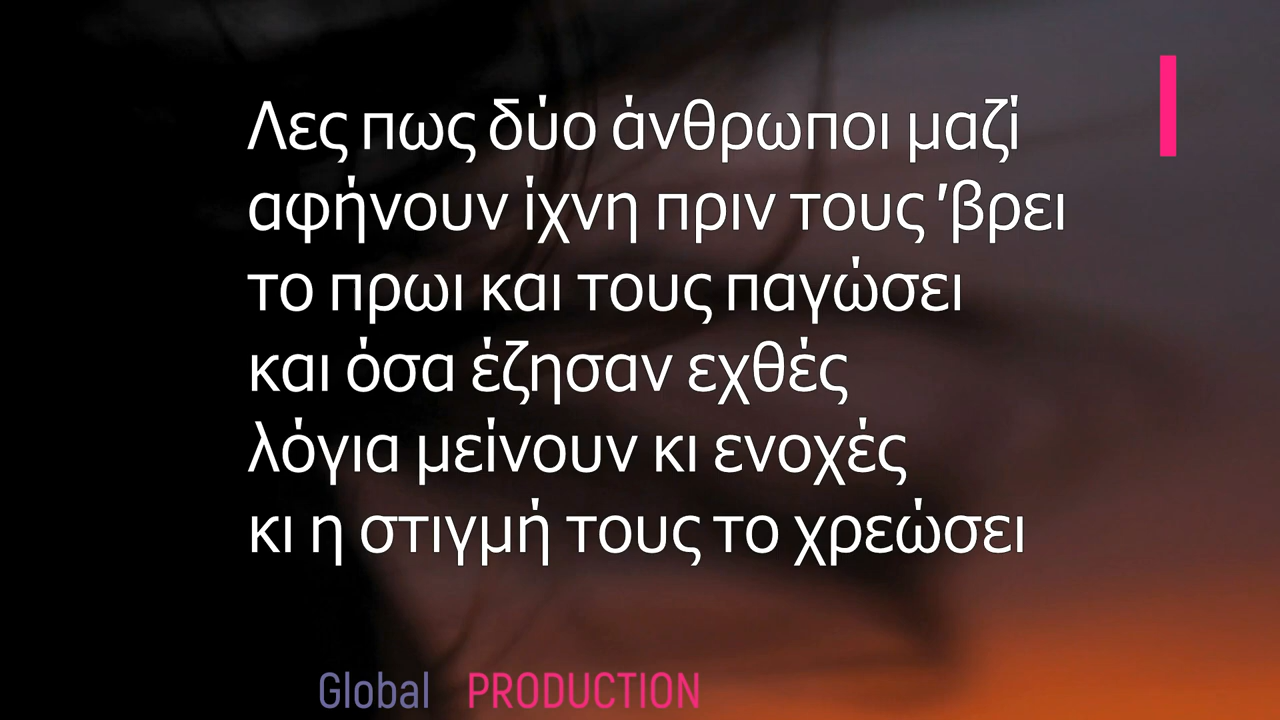 Λες πως δύο άνθρωποι μαζί
αφήνουν ίχνη πριν τους 'βρει
το πρωι και τους παγώσει
και όσα έζησαν εχθές
λόγια μείνουν κι ενοχές
κι η στιγμή τους το χρεώσει
Global PRODUCTION